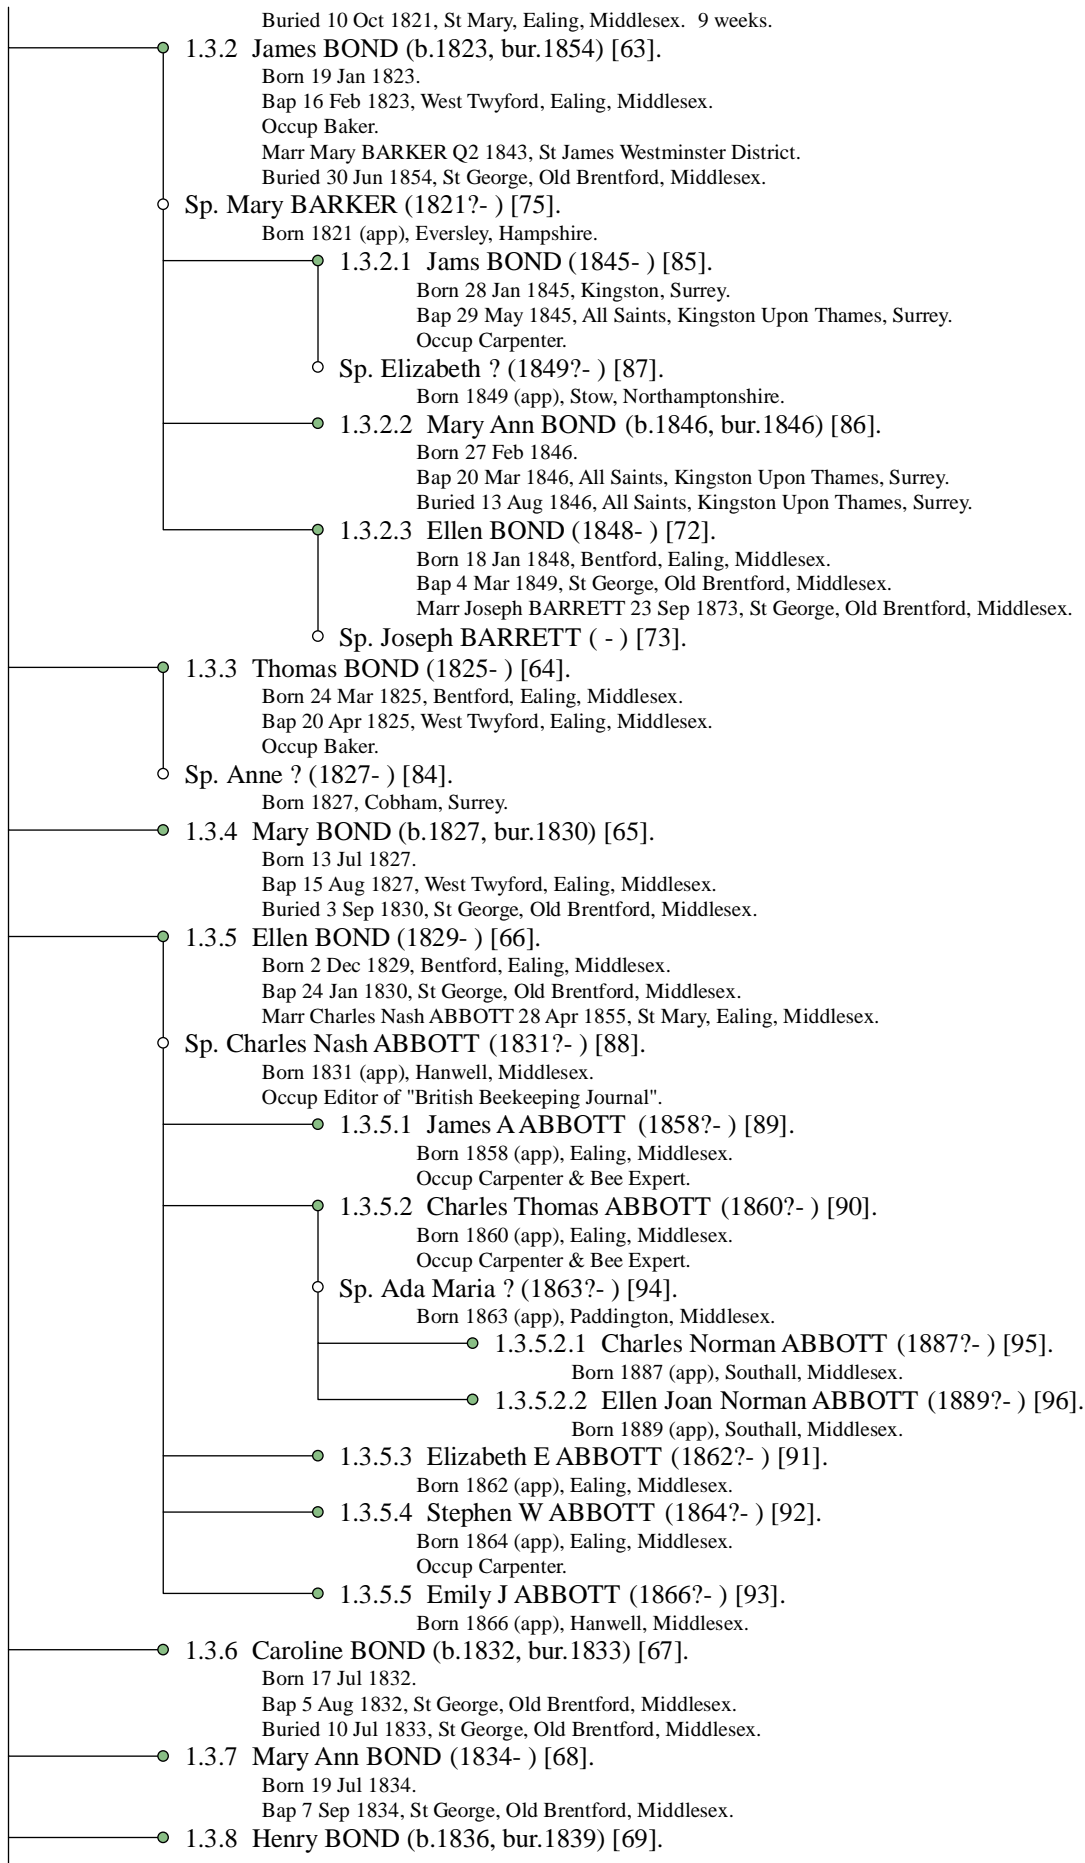 Buried 10 Oct 1821, St Mary, Ealing, Middlesex.  9 weeks.
1.3.2 James BOND (b.1823, bur.1854) [63].
Born 19 Jan 1823.
Bap 16 Feb 1823, West Twyford, Ealing, Middlesex.
Occup Baker.
Marr Mary BARKER Q2 1843, St James Westminster District.
Buried 30 Jun 1854, St George, Old Brentford, Middlesex.
Sp. Mary BARKER (1821?- ) [75].
Born 1821 (app), Eversley, Hampshire.
1.3.2.1 Jams BOND (1845- ) [85].
Born 28 Jan 1845, Kingston, Surrey.
Bap 29 May 1845, All Saints, Kingston Upon Thames, Surrey.
Occup Carpenter.
Sp. Elizabeth ? (1849?- ) [87].
Born 1849 (app), Stow, Northamptonshire.
1.3.2.2 Mary Ann BOND (b.1846, bur.1846) [86].
Born 27 Feb 1846.
Bap 20 Mar 1846, All Saints, Kingston Upon Thames, Surrey.
Buried 13 Aug 1846, All Saints, Kingston Upon Thames, Surrey.
1.3.2.3 Ellen BOND (1848- ) [72].
Born 18 Jan 1848, Bentford, Ealing, Middlesex.
Bap 4 Mar 1849, St George, Old Brentford, Middlesex.
Marr Joseph BARRETT 23 Sep 1873, St George, Old Brentford, Middlesex.
Sp. Joseph BARRETT ( - ) [73].
1.3.3 Thomas BOND (1825- ) [64].
Born 24 Mar 1825, Bentford, Ealing, Middlesex.
Bap 20 Apr 1825, West Twyford, Ealing, Middlesex.
Occup Baker.
Sp. Anne ? (1827- ) [84].
Born 1827, Cobham, Surrey.
1.3.4 Mary BOND (b.1827, bur.1830) [65].
Born 13 Jul 1827.
Bap 15 Aug 1827, West Twyford, Ealing, Middlesex.
Buried 3 Sep 1830, St George, Old Brentford, Middlesex.
1.3.5 Ellen BOND (1829- ) [66].
Born 2 Dec 1829, Bentford, Ealing, Middlesex.
Bap 24 Jan 1830, St George, Old Brentford, Middlesex.
Marr Charles Nash ABBOTT 28 Apr 1855, St Mary, Ealing, Middlesex.
Sp. Charles Nash ABBOTT (1831?- ) [88].
Born 1831 (app), Hanwell, Middlesex.
Occup Editor of "British Beekeeping Journal".
1.3.5.1 James A ABBOTT (1858?- ) [89].
Born 1858 (app), Ealing, Middlesex.
Occup Carpenter & Bee Expert.
1.3.5.2 Charles Thomas ABBOTT (1860?- ) [90].
Born 1860 (app), Ealing, Middlesex.
Occup Carpenter & Bee Expert.
Sp. Ada Maria ? (1863?- ) [94].
Born 1863 (app), Paddington, Middlesex.
1.3.5.2.1 Charles Norman ABBOTT (1887?- ) [95].
Born 1887 (app), Southall, Middlesex.
1.3.5.2.2 Ellen Joan Norman ABBOTT (1889?- ) [96].
Born 1889 (app), Southall, Middlesex.
1.3.5.3 Elizabeth E ABBOTT (1862?- ) [91].
Born 1862 (app), Ealing, Middlesex.
1.3.5.4 Stephen W ABBOTT (1864?- ) [92].
Born 1864 (app), Ealing, Middlesex.
Occup Carpenter.
1.3.5.5 Emily J ABBOTT (1866?- ) [93].
Born 1866 (app), Hanwell, Middlesex.
1.3.6 Caroline BOND (b.1832, bur.1833) [67].
Born 17 Jul 1832.
Bap 5 Aug 1832, St George, Old Brentford, Middlesex.
Buried 10 Jul 1833, St George, Old Brentford, Middlesex.
1.3.7 Mary Ann BOND (1834- ) [68].
Born 19 Jul 1834.
Bap 7 Sep 1834, St George, Old Brentford, Middlesex.
1.3.8 Henry BOND (b.1836, bur.1839) [69].